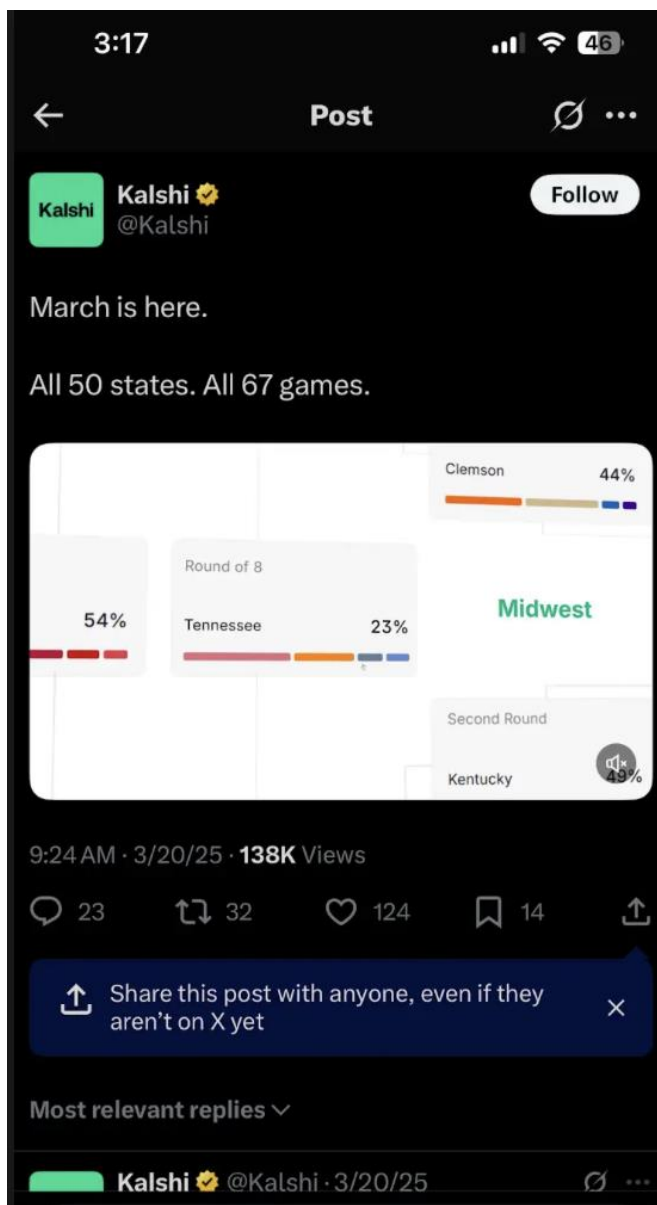 3:17
46
Post
Kalshi
Kalshi
@Kalshi
Follow
March is here.
All 50 states. All 67 games.
Clemson 44%
54%
Round of 8
Tennessee 23%
Midwest
Second Round
Kentucky 49%
9:24 AM · 3/20/25 · 138K Views
23 32 124 14
Share this post with anyone, even if they
aren’t on X yet
Most relevant replies
Kalshi @Kalshi · 3/20/25